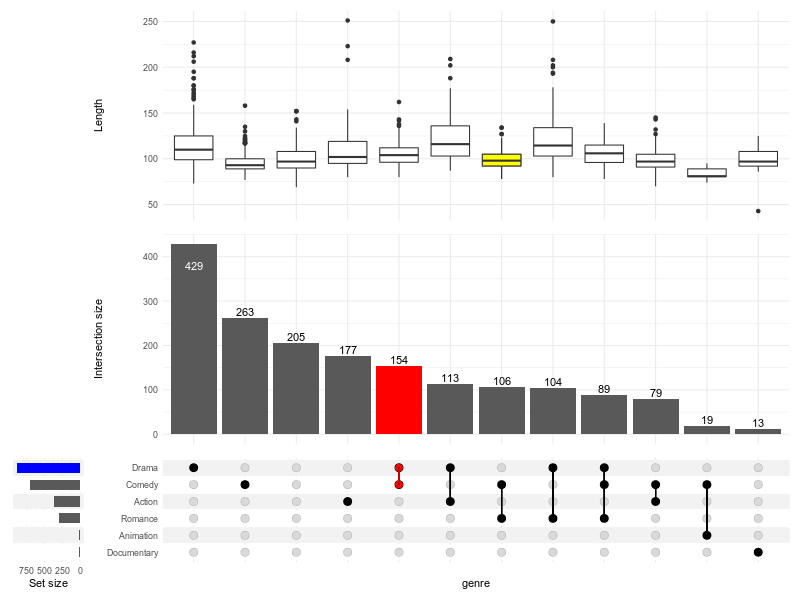 250
200
150
100
50
Length
400
300
200
100
0
Intersection size
429
263
205
177
154
113
106
104
89
79
19
13
Drama
Comedy
Action
Romance
Animation
Documentary
750 500 250 0
Set size
genre